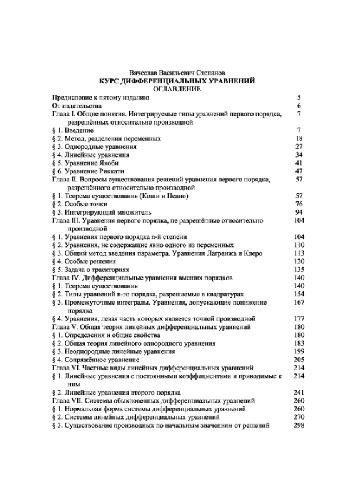 Вячеслав Васильевич Степанов
КУРС ДИФФЕРЕНЦИАЛЬНЫХ УРАВНЕНИЙ
ОГЛАВЛЕНИЕ
Предисловие к пятому изданию 5
От издательства 6
Глава I. Общие понятия. Интегрируемые типы уравнений первого порядка, 7
разрешённых относительно производной
§ 1. Введение 7
§ 2. Метод, разделения переменных 18
§ 3. Однородные уравнения 27
§ 4. Линейные уравнения 34
§ 5. Уравнение Якоби 41
§ 6. Уравнение Риккати 47
Глава II. Вопросы существования решений уравнения первого порядка, 57
разрешённого относительно производной
§ 1. Теорема существования (Коши и Пеано) 57
§ 2. Особые точки 76
§ 3. Интегрирующий множитель 94
Глава III. Уравнения первого порядка, не разрешённые относительно 104
производной
§ 1. Уравнения первого порядка n-й степени 104
§ 2. Уравнения, не содержащие явно одного из переменных 110
§ 3. Общий метод введения параметра. Уравнения Лагранжа и Клеро 113
§ 4. Особые решения 120
§ 5. Задача о траекториях 135
Глава IV. Дифференциальные уравнения высших порядков 140
§ 1. Теорема существования 140
§ 2. Типы уравнений n-го порядка, разрешаемые в квадратурах 154
§ 3. Промежуточные интегралы. Уравнения, допускающие понижение 167
порядка
§ 4. Уравнения, левая часть которых является точной производной 177
Глава V. Общая теория линейных дифференциальных уравнений 180
§ 1. Определения и общие свойства 180
§ 2. Общая теория линейного однородного уравнения 183
§ 3. Неоднородные линейные уравнения 199
§ 4. Сопряжённое уравнение 205
Глава VI. Частные виды линейных дифференциальных уравнений 214
§ 1. Линейные уравнения с постоянными коэффициентами и приводимые к 214
ним
§ 2. Линейные уравнения второго порядка 241
Глава VII. Системы обыкновенных дифференциальных уравнений 260
§ 1. Нормальная форма системы дифференциальных уравнений 260
§ 2. Системы линейных дифференциальных уравнений 270
§ 3. Существование производных по начальным значениям от решений 298